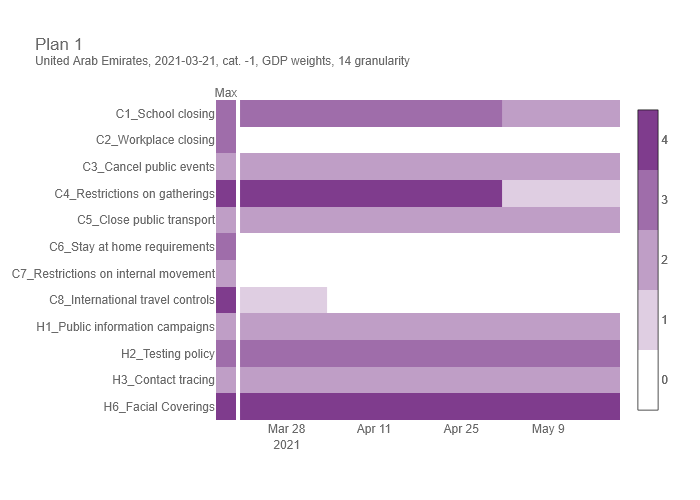 Plan 1
United Arab Emirates, 2021-03-21, cat. -1, GDP weights, 14 granularity
Max
C1_School closing
C2_Workplace closing
C3_Cancel public events
C4_Restrictions on gatherings
C5_Close public transport
C6_Stay at home requirements
C7_Restrictions on internal movement
C8_International travel controls
H1_Public information campaigns
H2_Testing policy
H3_Contact tracing
H6_Facial Coverings
Mar 28 Apr 11 Apr 25 May 9
2021
4
3
2
1
0